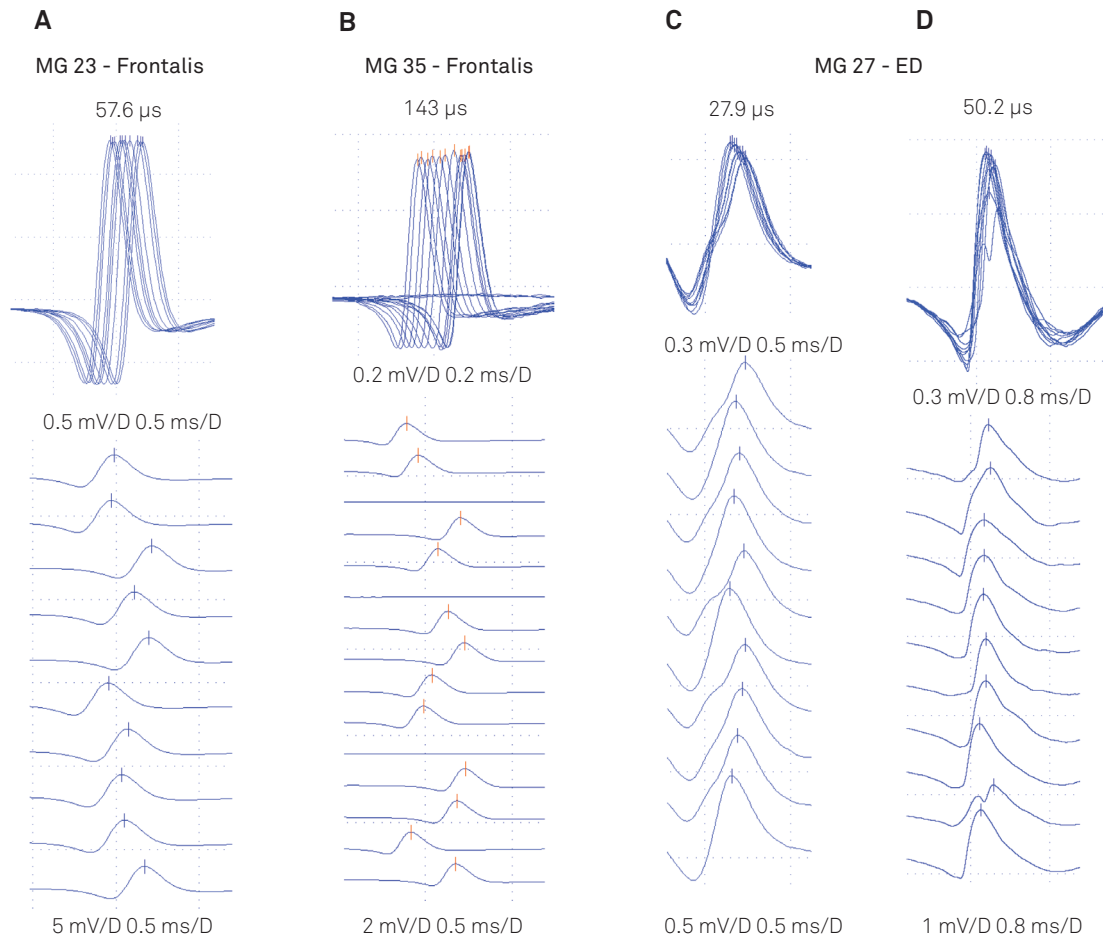 A
B
C
D
MG 23 - Frontalis
MG 35 - Frontalis
MG 27 - ED
57.6 µs
143 µs
27.9 µs
50.2 µs
0.5 mV/D 0.5 ms/D
0.2 mV/D 0.2 ms/D
0.3 mV/D 0.5 ms/D
0.3 mV/D 0.8 ms/D
5 mV/D 0.5 ms/D
2 mV/D 0.5 ms/D
0.5 mV/D 0.5 ms/D
1 mV/D 0.8 ms/D